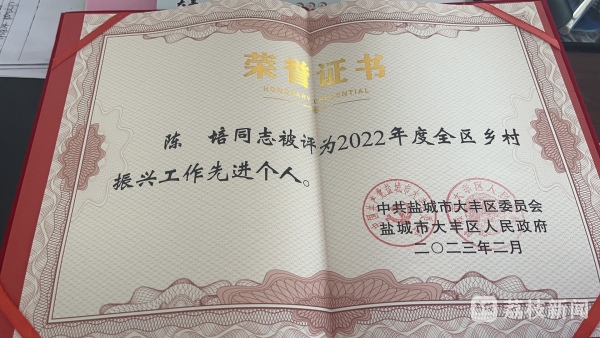 荣誉证书
HONORARY CREDENTIAL
陈 培同志被评为2022年度全区乡村
振兴工作先进个人。
中共盐城市大丰区委员会
盐城市大丰区人民政府
二〇二三年二月
荔枝新闻